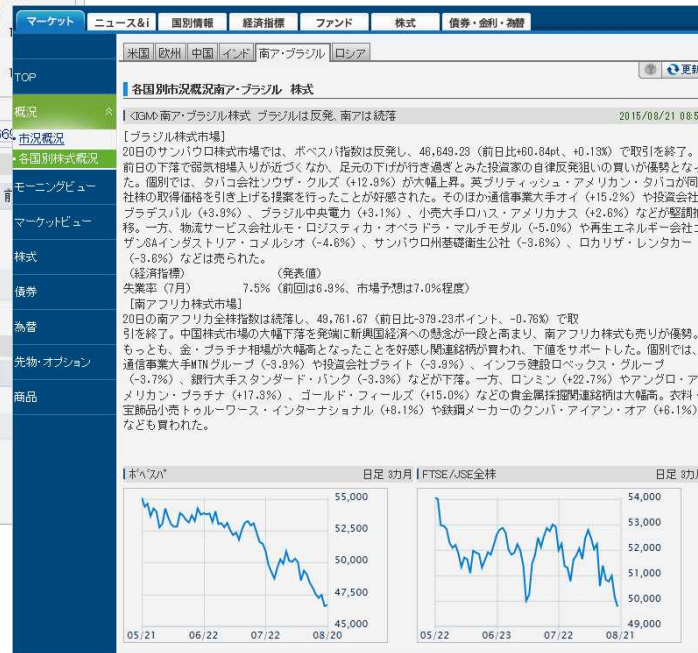 マーケット ニュース&i 国別情報 経済指標 ファンド 株式 債券・金利・為替
米国 欧州 中国 インド 南ア・ブラジル ロシア
更新
TOP
概況
市況概況
・各国別株式概況
モーニングビュー
マーケットビュー
株式
債券
為替
先物・オプション
商品
各国別市況概況南ア・ブラジル 株式
<IGM>南ア・ブラジル株式 ブラジルは反発、南アは続落 2015/08/21 08:5
[ブラジル株式市場]
20日のサンパウロ株式市場では、ボベスパ指数は反発し、46,649.23（前日比+60.84pt、+0.13%）で取引を終了。
前日の下落で弱気相場入りが近づくなか、足元の下げが行き過ぎとみた投資家の自律反発狙いの買いが優勢となっ
た。個別では、タバコ会社ソウザ・クルズ（+12.9%）が大幅上昇。英ブリティッシュ・アメリカン・タバコが同
社株の取得価格を引き上げる提案を行ったことが好感された。そのほか通信事業大手オイ（+15.2%）や投資会社
ブラデスパル（+3.9%）、ブラジル中央電力（+3.1%）、小売大手ロハス・アメリカナス（+2.6%）などが堅調推
移。一方、物流サービス会社ルモ・ロジスティカ・オペラドラ・マルチモダル（-5.0%）や再生エネルギー会社コ
ザンSAインダストリア・コメルシオ（-4.6%）、サンパウロ州基礎衛生公社（-3.6%）、ロカリザ・レンタカー
（-3.6%）などは売られた。
（経済指標） （発表値）
失業率（7月） 7.5%（前回は6.9%、市場予想は7.0%程度）
[南アフリカ株式市場]
20日の南アフリカ全株指数は続落し、49,761.67（前日比-379.23ポイント、-0.76%）で取
引を終了。中国株式市場の大幅下落を発端に新興国経済への懸念が一段と高まり、南アフリカ株式も売りが優勢。
もっとも、金・プラチナ相場が大幅高となったことを好感し関連銘柄が買われ、下値をサポートした。個別では、
通信事業大手MTNグループ（-3.9%）や投資会社ブライト（-3.9%）、インフラ建設ロベックス・グループ
（-3.7%）、銀行大手スタンダード・バンク（-3.3%）などが下落。一方、ロンミン（+22.7%）やアングロ・ア
メリカン・プラチナ（+17.3%）、ゴールド・フィールズ（+15.0%）などの貴金属採掘関連銘柄は大幅高。衣料・
宝飾品小売トゥルーワース・インターナショナル（+8.1%）や鉄鋼メーカーのクンバ・アイアン・オア（+6.1%）
なども買われた。
ボベスパ 日足 3カ月
55,000
52,500
50,000
47,500
45,000
05/21 06/22 07/22 08/20
FTSE/JSE全株 日足 3カ月
54,000
53,000
52,000
51,000
50,000
49,000
05/22 06/23 07/22 08/21